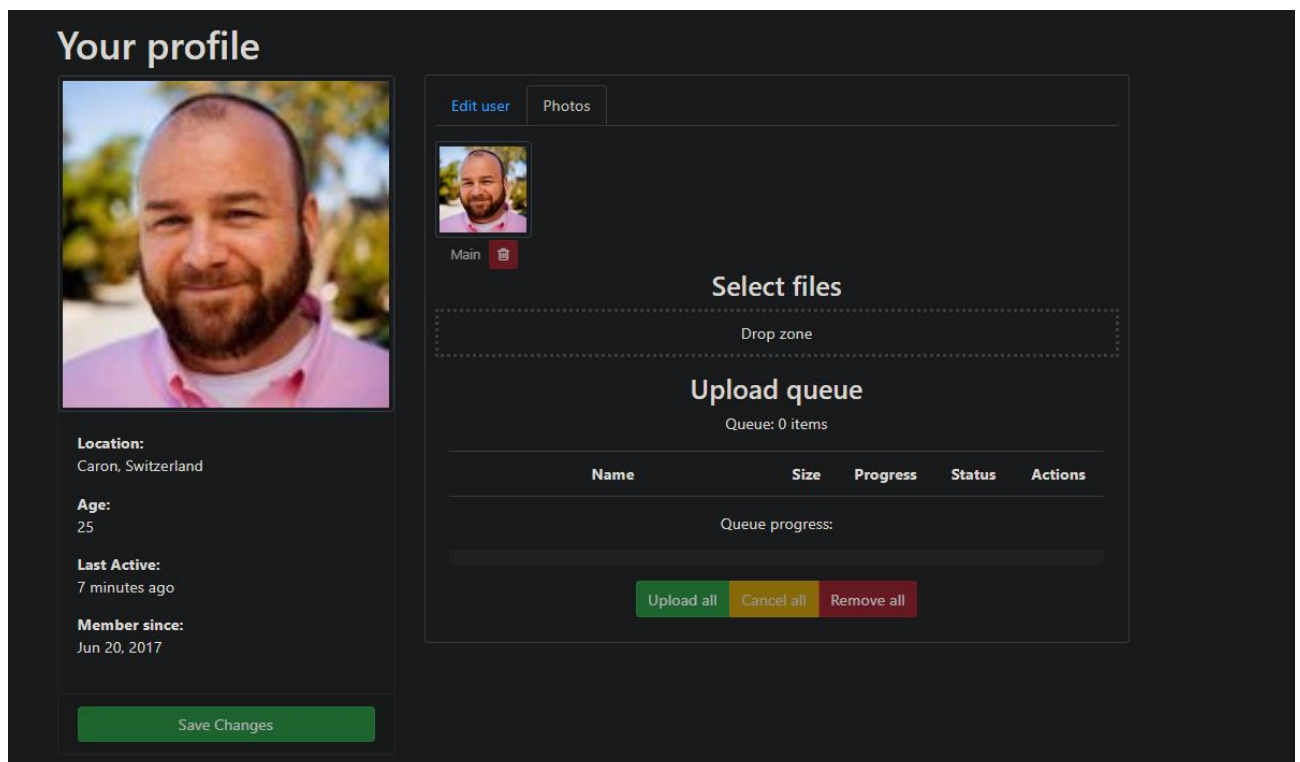 Your profile
Location:
Caron, Switzerland
Age:
25
Last Active:
7 minutes ago
Member since:
Jun 20, 2017
Save Changes
Edit user Photos
Main
Select files
Drop zone
Upload queue
Queue: 0 items
Name Size Progress Status Actions
Queue progress:
Upload all Cancel all Remove all